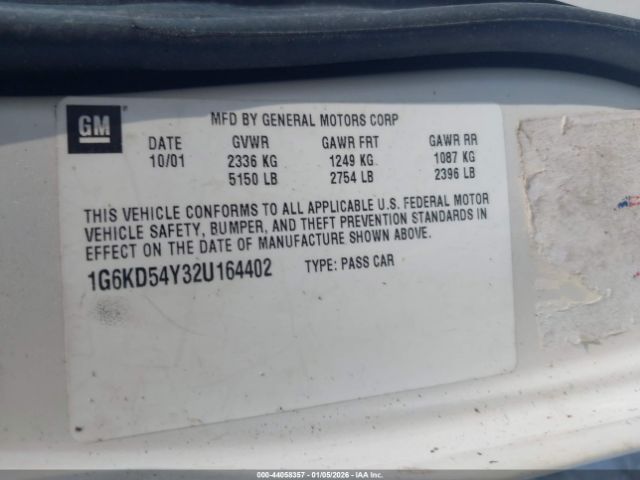 GM
MFD BY GENERAL MOTORS CORP
DATE GVWR GAWR FRT GAWR RR
10/01 2336 KG 1249 KG 1087 KG
5150 LB 2754 LB 2396 LB
THIS VEHICLE CONFORMS TO ALL APPLICABLE U.S. FEDERAL MOTOR
VEHICLE SAFETY, BUMPER, AND THEFT PREVENTION STANDARDS IN
EFFECT ON THE DATE OF MANUFACTURE SHOWN ABOVE.
1G6KD54Y32U164402 TYPE: PASS CAR
000-44058357 - 01/05/2026 - IAAI.COM